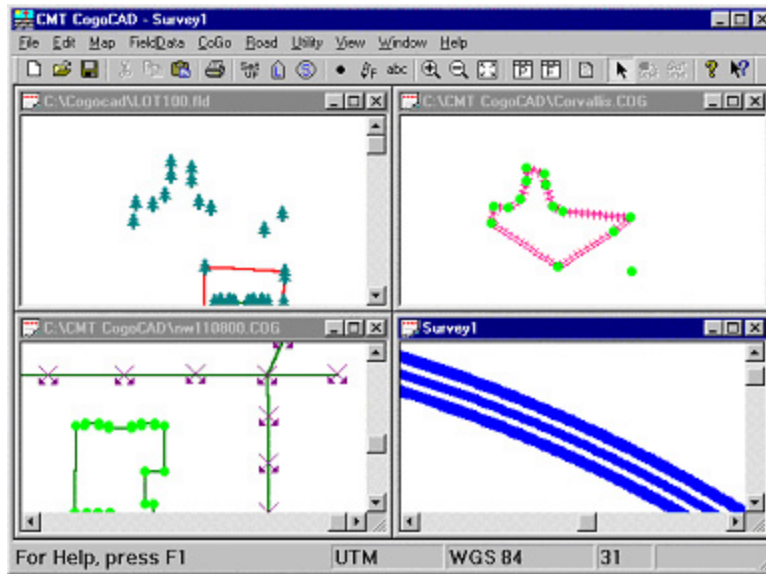 CMT CogoCAD - Survey1
File Edit Map FieldData CoGo Road Utility View Window Help
abc
C:\Cogocad\LOT100.fld
C:\CMT CogoCAD\Corvallis.COG
C:\CMT CogoCAD\nw110800.COG
Survey1
For Help, press F1 UTM WGS 84 31